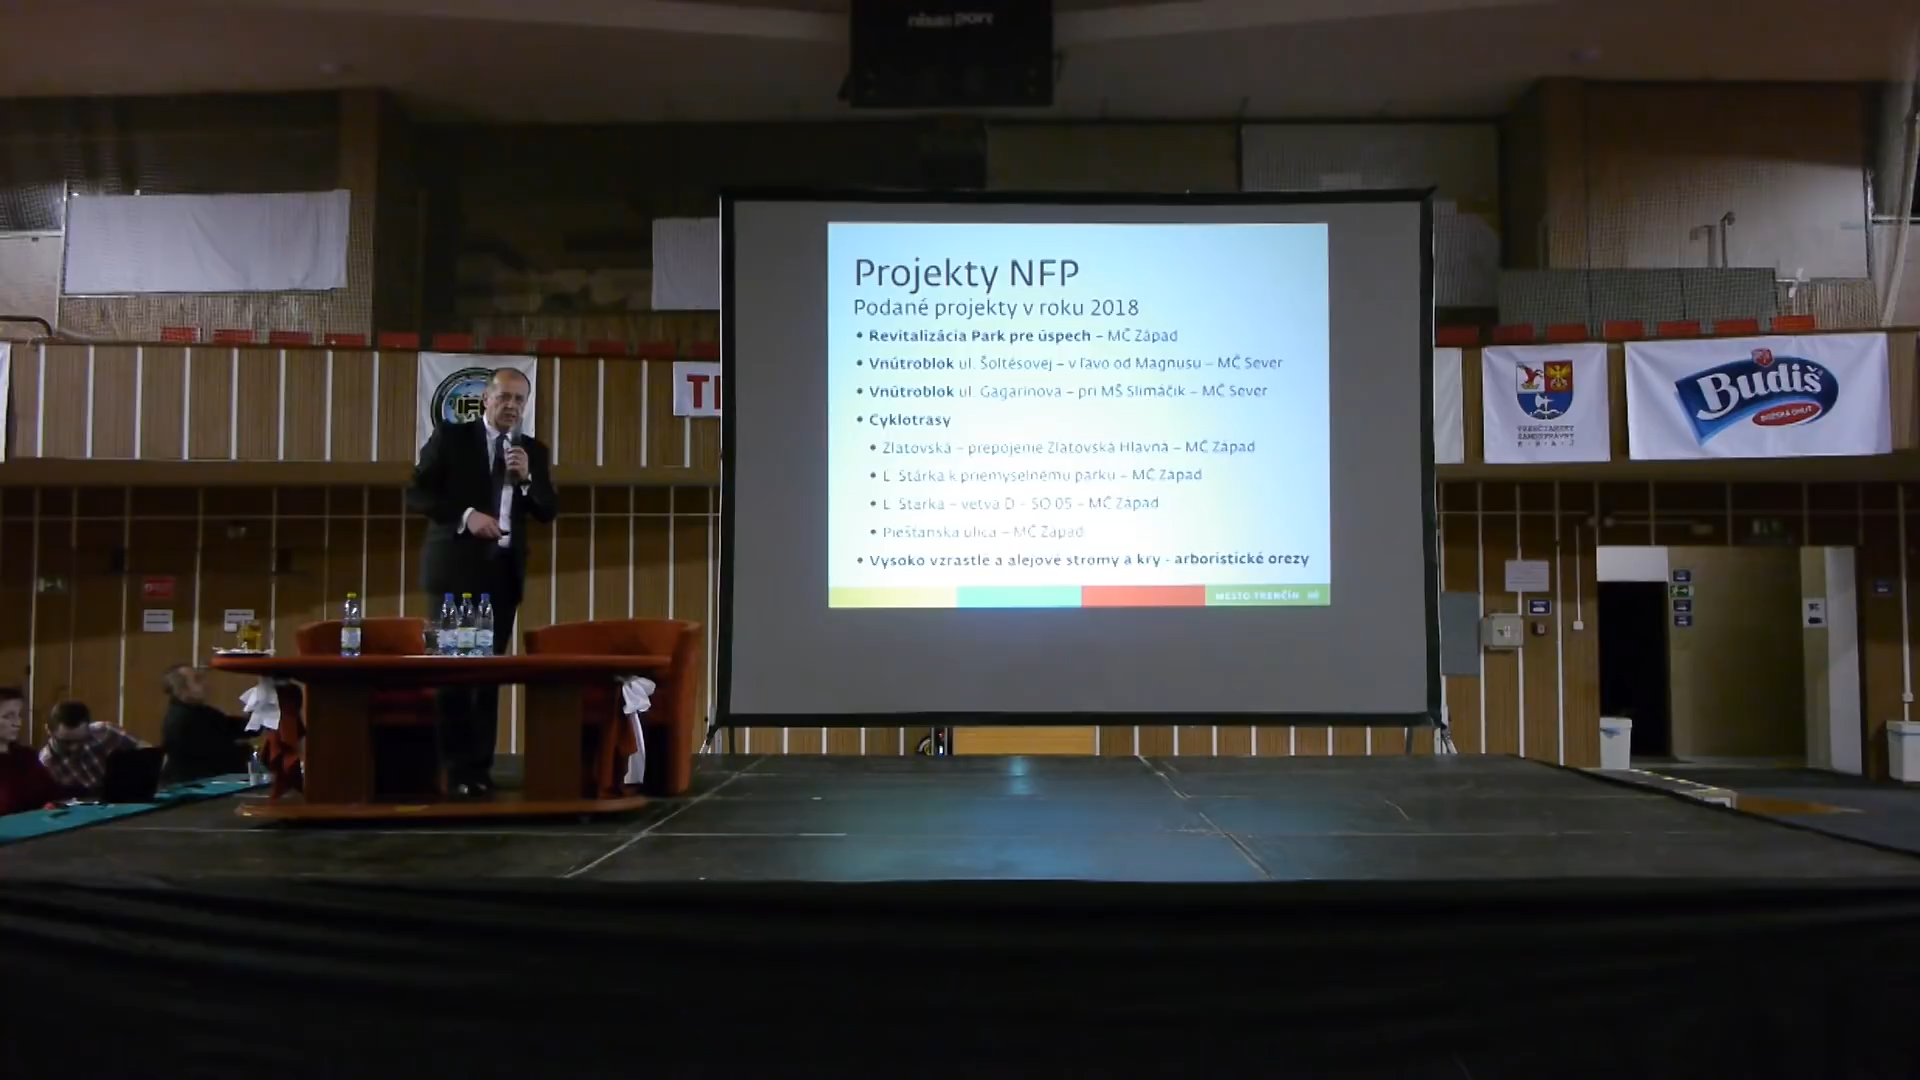 Projekty NFP
Podané projekty v roku 2018
• Revitalizácia Park pre úspech – MČ Západ
• Vnútroblok ul. Šoltésovej – v ľavo od Magnusu – MČ Sever
• Vnútroblok ul. Gagarinova – pri MŠ Slimáčik – MČ Sever
• Cyklotrasy
• Zlatovská – prepojenie Zlatovská Hlavná – MČ Západ
• L. Stárka k priemyselnému parku – MČ Západ
• L. Stárka – vetva D – SO 05 – MČ Západ
• Piešťanská ulica – MČ Západ
• Vysoko vzrastlé a alejové stromy a kry - arboristické orezy
MESTO TRENČÍN
TRENČIANSKY
SAMOSPRÁVNY
KRAJ
Budiš